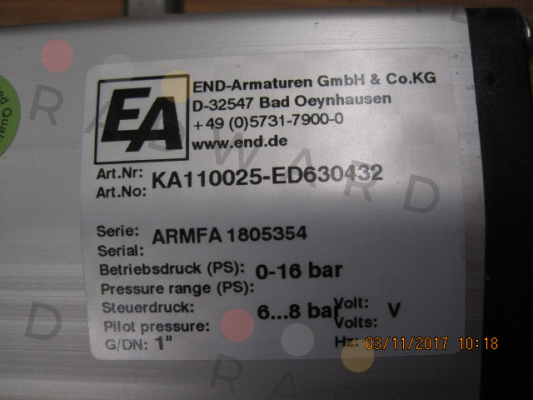 EA
END-Armaturen GmbH & Co.KG
D-32547 Bad Oeynhausen
+49 (0)5731-7900-0
www.end.de
Art.Nr: KA110025-ED630432
Art.No:
Serie: ARMFA 1805354
Serial:
Betriebsdruck (PS): 0-16 bar
Pressure range (PS):
Steuerdruck: 6...8 bar Volt: V
Pilot pressure: Volts:
G/DN: 1" Hz:
03/11/2017 10:18
RADWARD